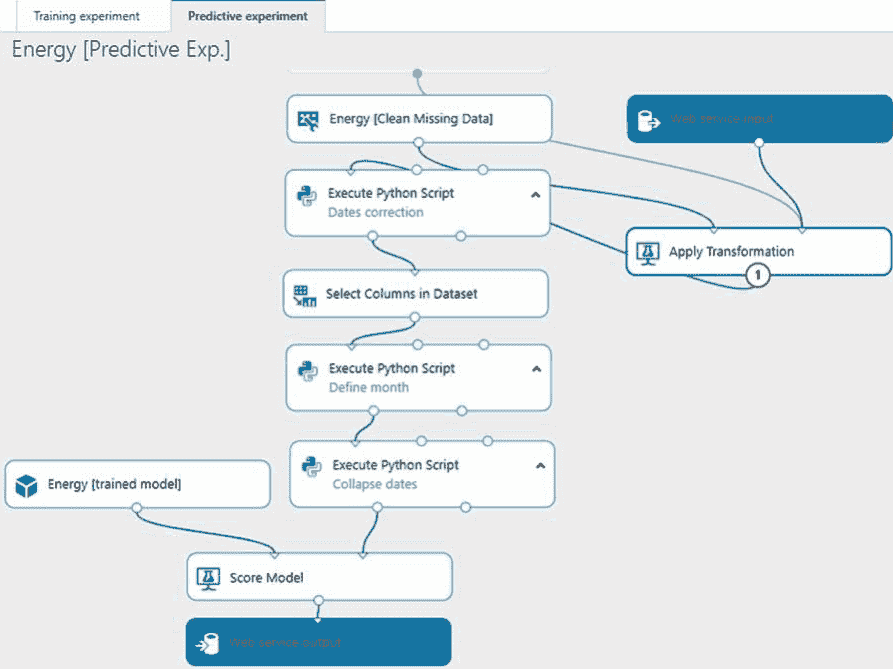 Training experiment
Predictive experiment
Energy [Predictive Exp.]
Energy [Clean Missing Data]
Web service input
Execute Python Script
Dates correction
Apply Transformation
1
Select Columns in Dataset
Execute Python Script
Define month
Execute Python Script
Collapse dates
Energy [trained model]
Score Model
Web service output